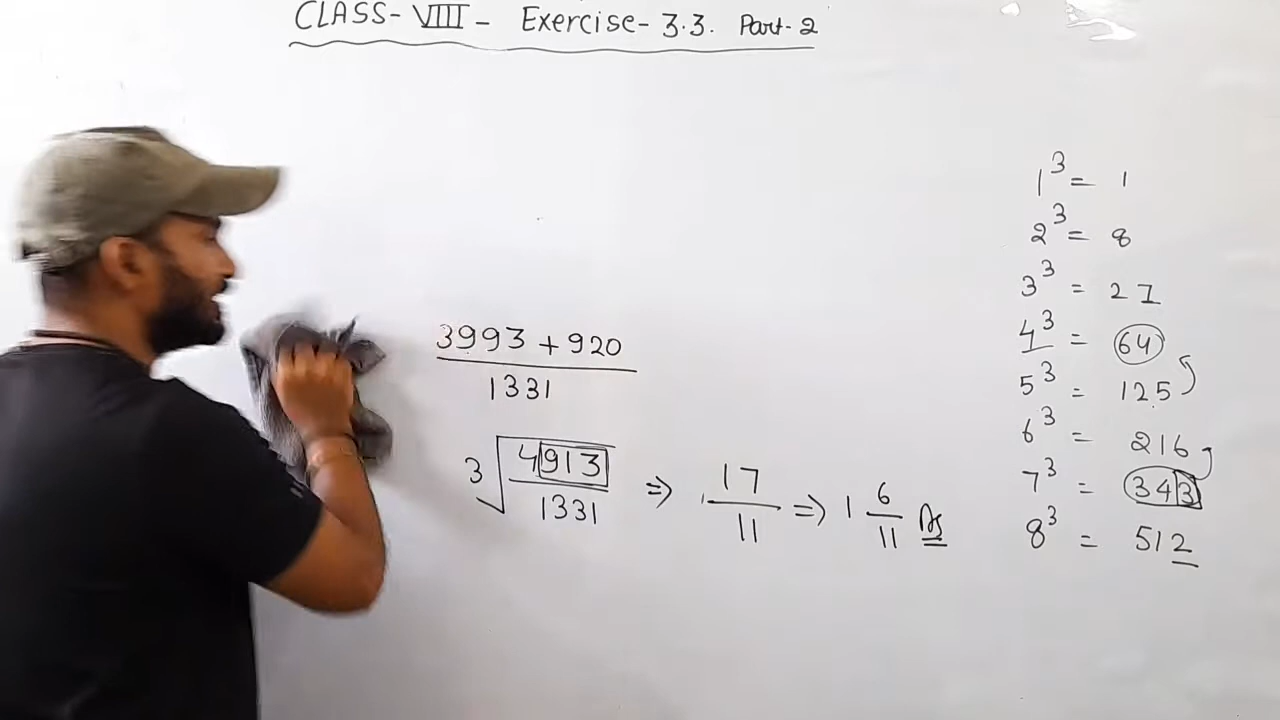 CLASS- VIII - Exercise- 3.3. Part-2
3993 + 920
1331
3√4913/1331 => 17/11 => 1 6/11 As
1³ = 1
2³ = 8
3³ = 27
4³ = 64
5³ = 125
6³ = 216
7³ = 343
8³ = 512